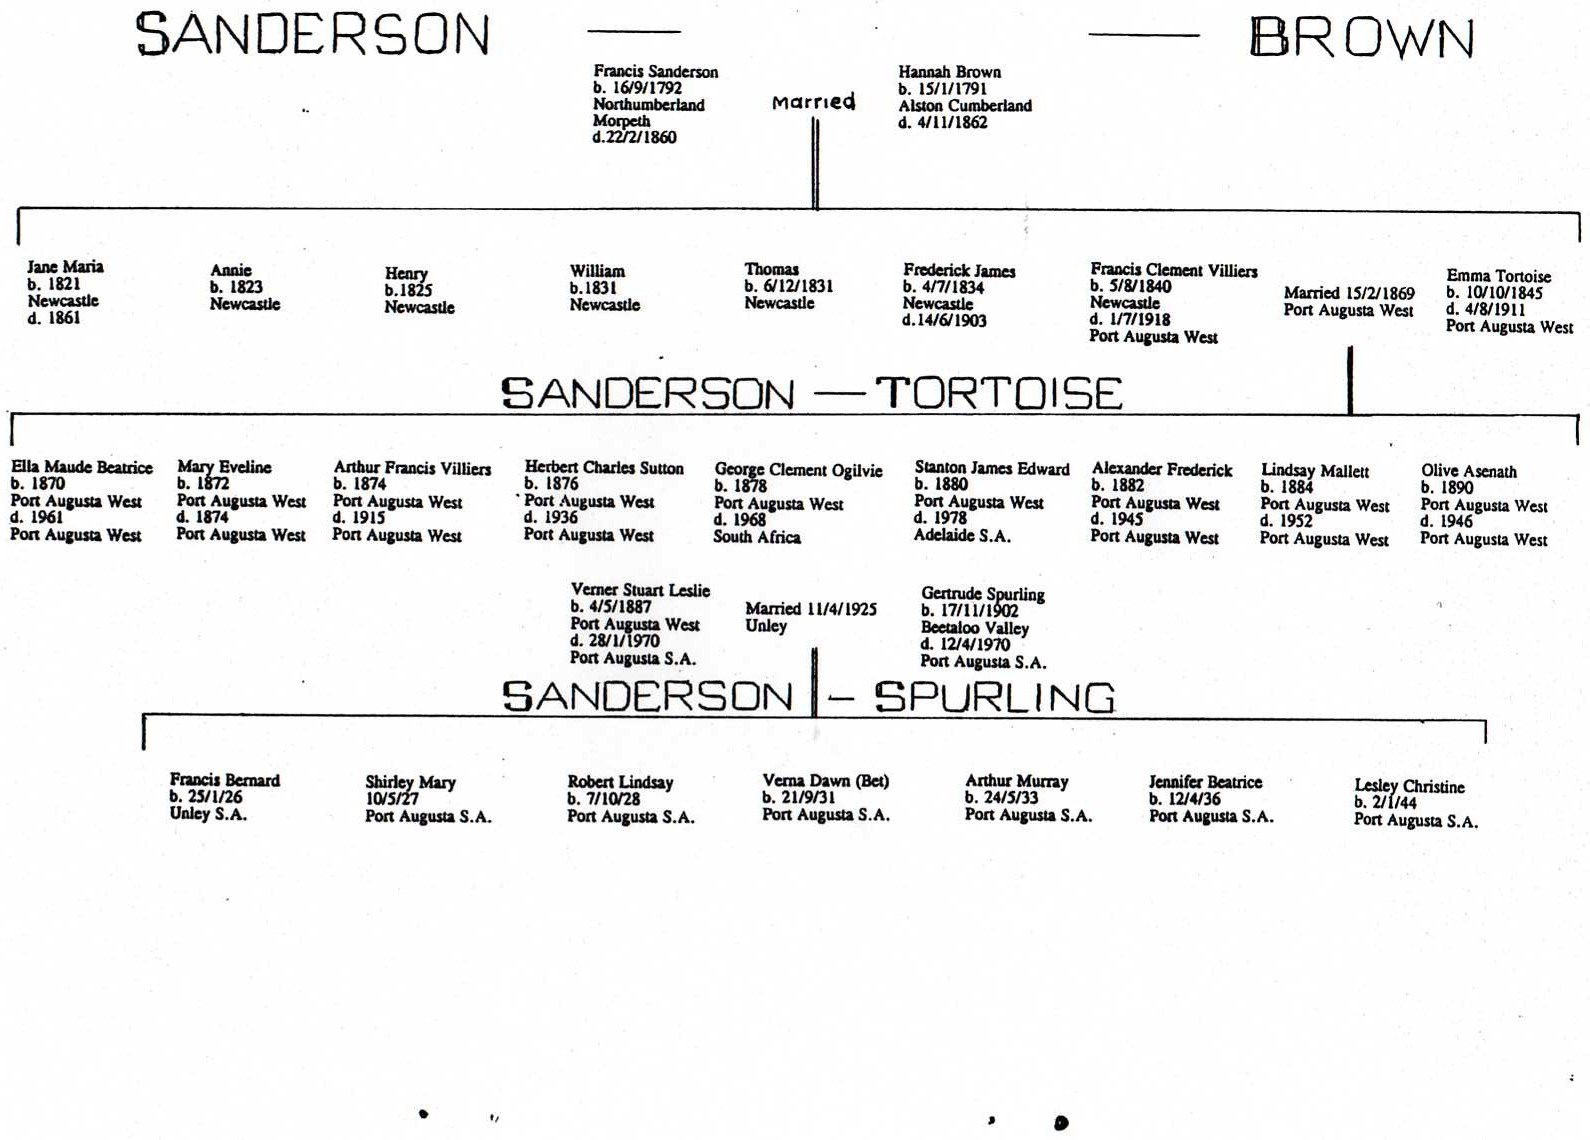 SANDERSON — — BROWN
Francis Sanderson
b. 16/9/1792
Northumberland
Morpeth
d.22/2/1860
Married
Hannah Brown
b. 15/1/1791
Alston Cumberland
d. 4/11/1862
Jane Maria
b. 1821
Newcastle
d. 1861
Annie
b. 1823
Newcastle
Henry
b.1825
Newcastle
William
b.1831
Newcastle
Thomas
b. 6/12/1831
Newcastle
Frederick James
b. 4/7/1834
Newcastle
d.14/6/1903
Francis Clement Villiers
b. 5/8/1840
Newcastle
d. 1/7/1918
Port Augusta West
Married 15/2/1869
Port Augusta West
Emma Tortoise
b. 10/10/1845
d. 4/8/1911
Port Augusta West
SANDERSON — TORTOISE
Ella Maude Beatrice
b. 1870
Port Augusta West
d. 1961
Port Augusta West
Mary Eveline
b. 1872
Port Augusta West
d. 1874
Port Augusta West
Arthur Francis Villiers
b. 1874
Port Augusta West
d. 1915
Port Augusta West
Herbert Charles Sutton
b. 1876
Port Augusta West
d. 1936
Port Augusta West
George Clement Ogilvie
b. 1878
Port Augusta West
d. 1968
South Africa
Stanton James Edward
b. 1880
Port Augusta West
d. 1978
Adelaide S.A.
Alexander Frederick
b. 1882
Port Augusta West
d. 1945
Port Augusta West
Lindsay Mallett
b. 1884
Port Augusta West
d. 1952
Port Augusta West
Olive Asenath
b. 1890
Port Augusta West
d. 1946
Port Augusta West
Verner Stuart Leslie
b. 4/5/1887
Port Augusta West
d. 28/1/1970
Port Augusta S.A.
Married 11/4/1925
Unley
Gertrude Spurling
b. 17/11/1902
Beetaloo Valley
d. 12/4/1970
Port Augusta S.A.
SANDERSON - SPURLING
Francis Bernard
b. 25/1/26
Unley S.A.
Shirley Mary
10/5/27
Port Augusta S.A.
Robert Lindsay
b. 7/10/28
Port Augusta S.A.
Verna Dawn (Bet)
b. 21/9/31
Port Augusta S.A.
Arthur Murray
b. 24/5/33
Port Augusta S.A.
Jennifer Beatrice
b. 12/4/36
Port Augusta S.A.
Lesley Christine
b. 2/1/44
Port Augusta S.A.